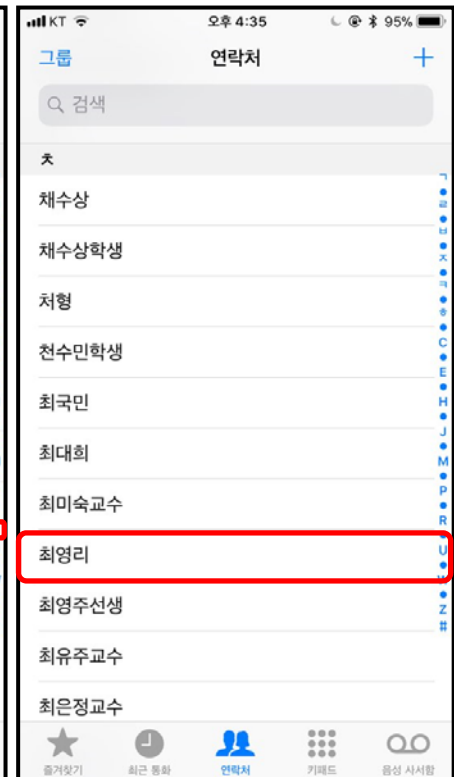 KT 오후 4:35 95%
그룹 연락처 +
검색
ㅊ
채수상
채수상학생
처형
천수민학생
최국민
최대희
최미숙교수
최영리
최영주선생
최유주교수
최은정교수
ㄱ
ㄹ
ㅂ
ㅈ
ㅋ
ㅎ
C
E
H
J
M
P
R
U
W
Z
#
즐겨찾기 최근 통화 연락처 키패드 음성 사서함